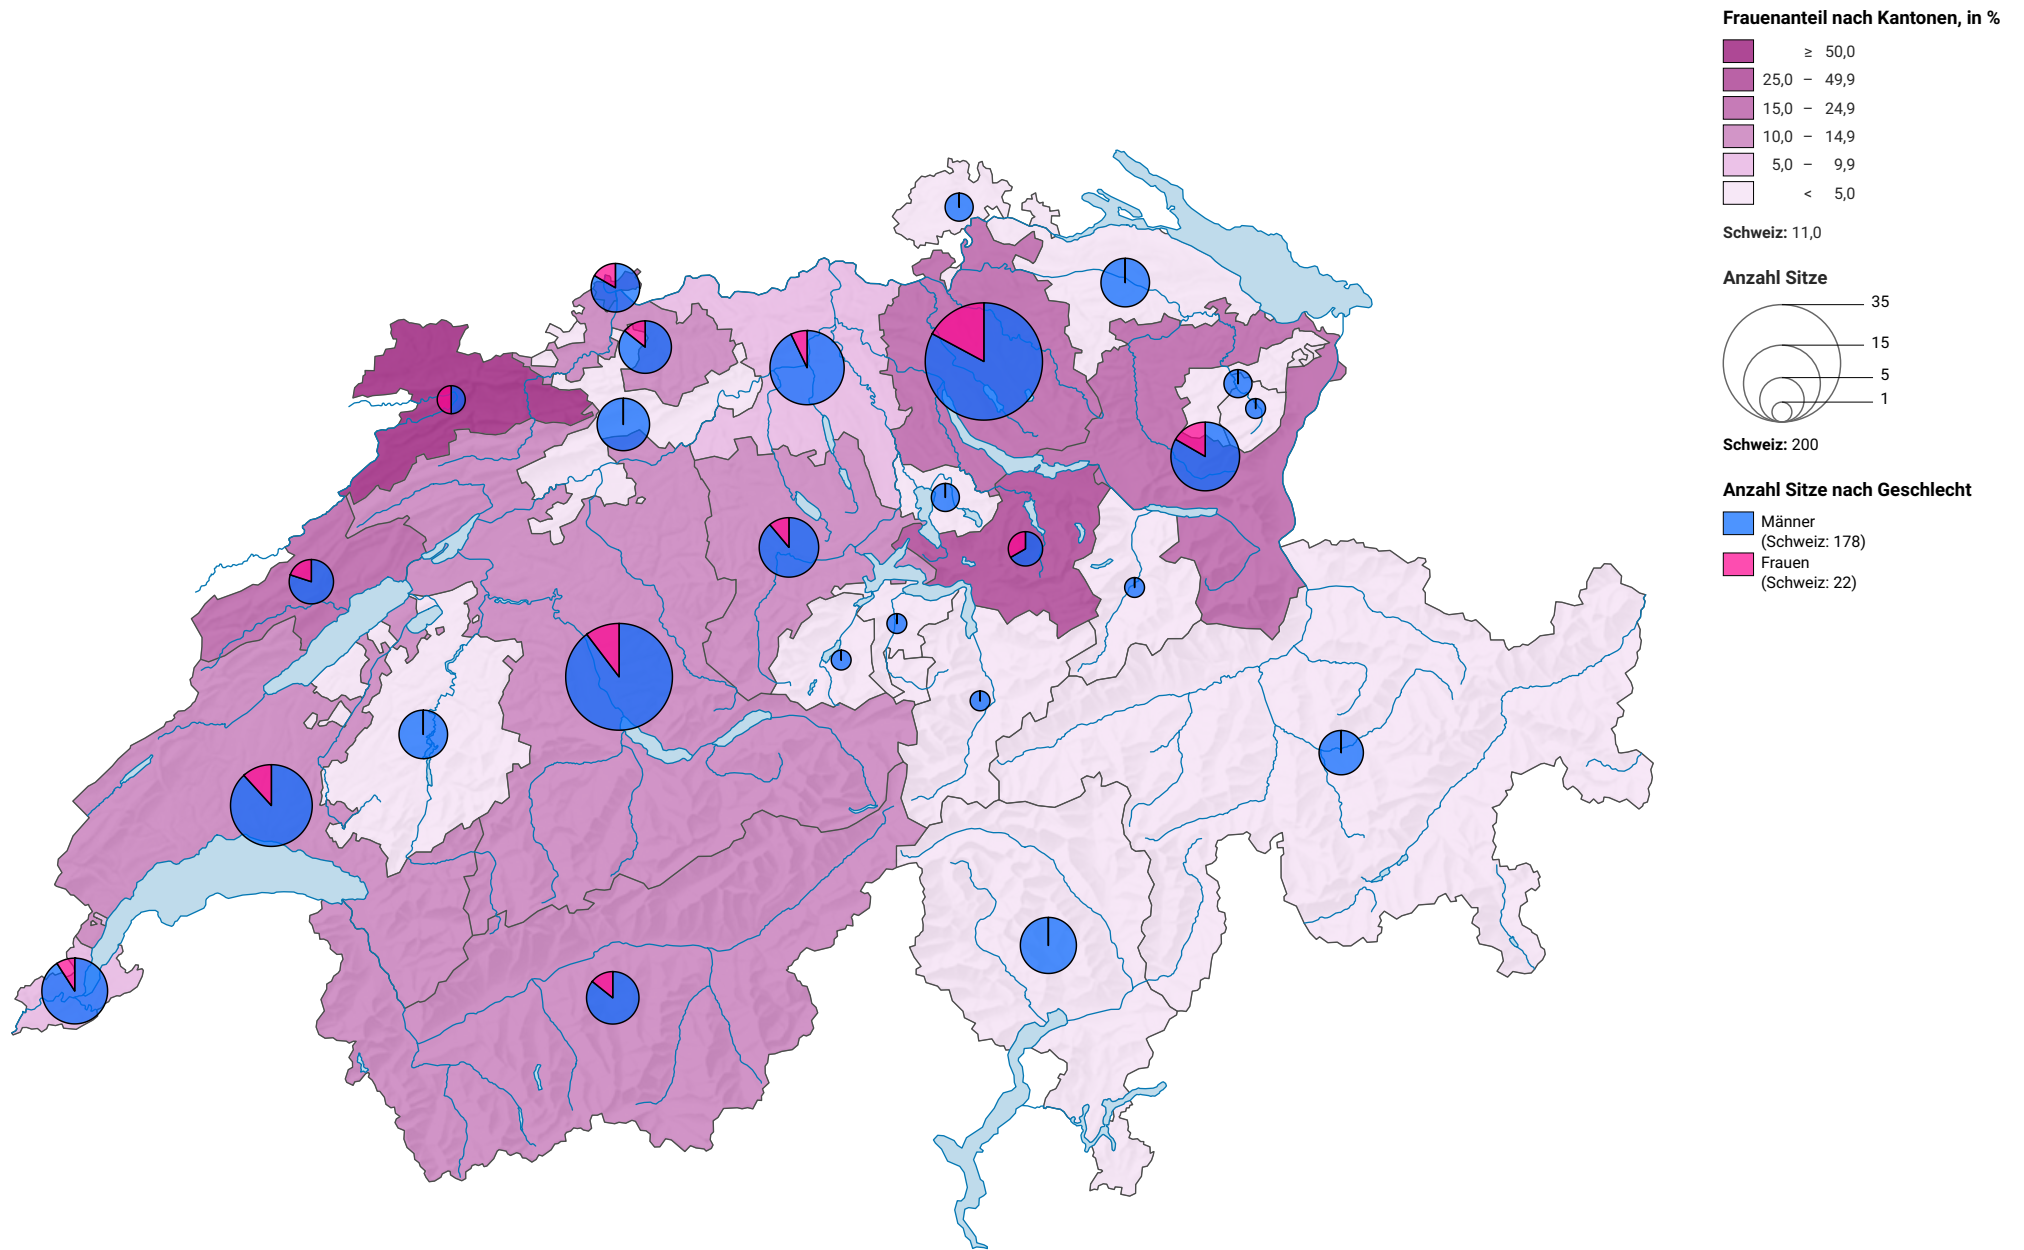 Frauenanteil nach Kantonen, in %
≥ 50,0
25,0 – 49,9
15,0 – 24,9
10,0 – 14,9
5,0 – 9,9
< 5,0
Schweiz: 11,0
Anzahl Sitze
35
15
5
1
Schweiz: 200
Anzahl Sitze nach Geschlecht
Männer
(Schweiz: 178)
Frauen
(Schweiz: 22)